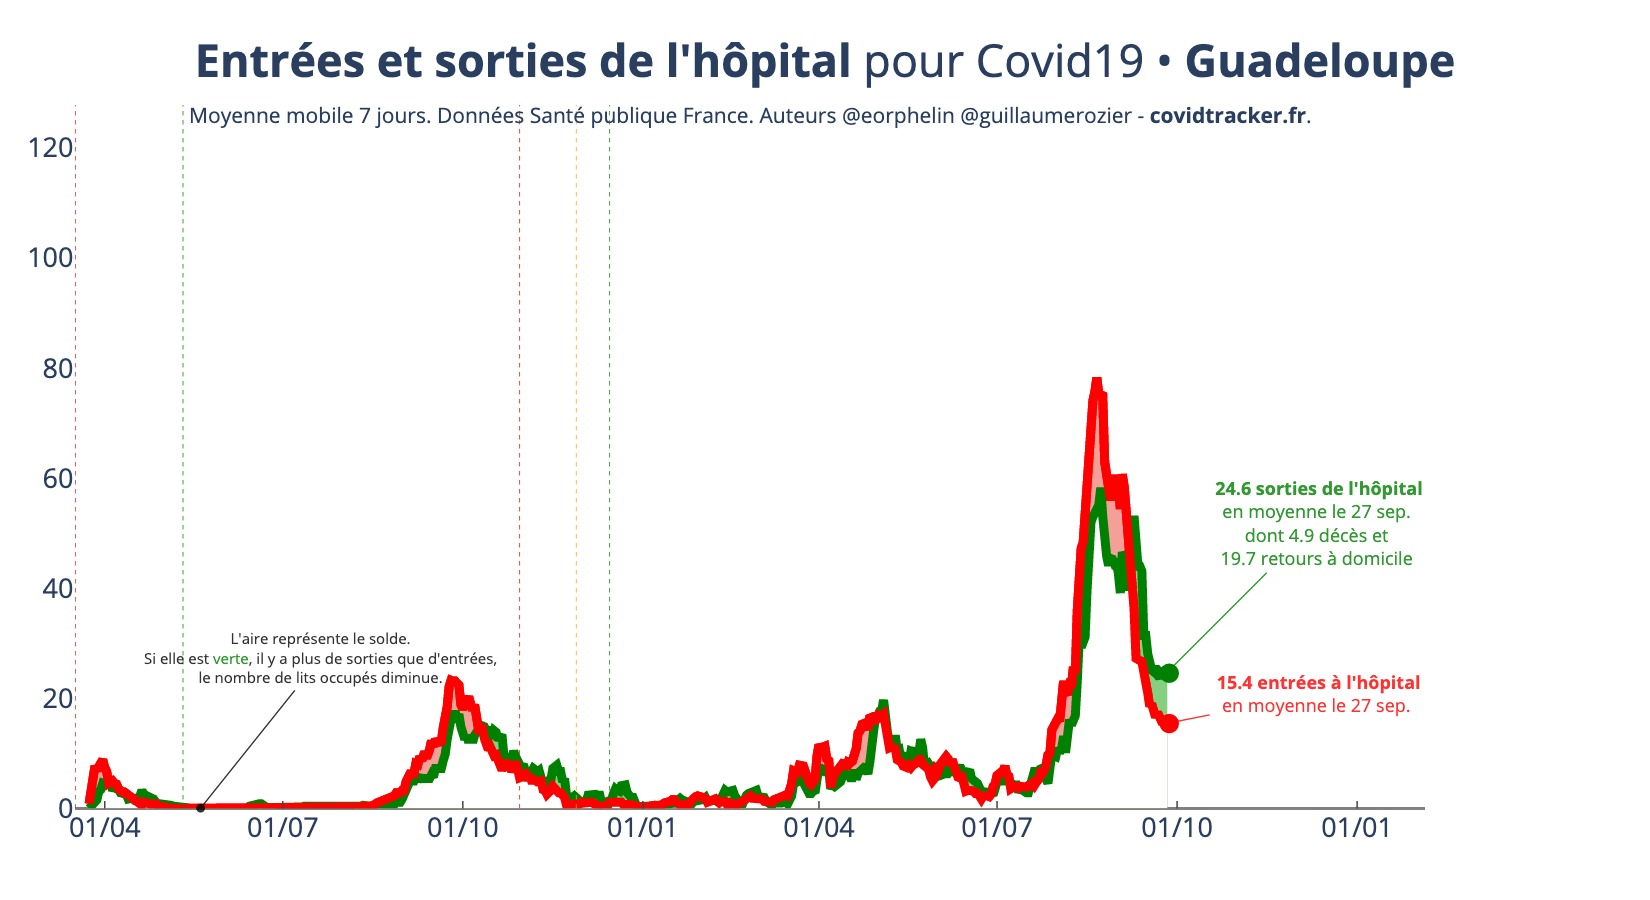 Entrées et sorties de l'hôpital pour Covid19 • Guadeloupe
Moyenne mobile 7 jours. Données Santé publique France. Auteurs @eorphelin @guillaumerozier - covidtracker.fr.
120
100
80
60
40
20
0
24.6 sorties de l'hôpital
en moyenne le 27 sep.
dont 4.9 décès et
19.7 retours à domicile
L'aire représente le solde.
Si elle est verte, il y a plus de sorties que d'entrées,
le nombre de lits occupés diminue.
15.4 entrées à l'hôpital
en moyenne le 27 sep.
01/04 01/07 01/10 01/01 01/04 01/07 01/10 01/01